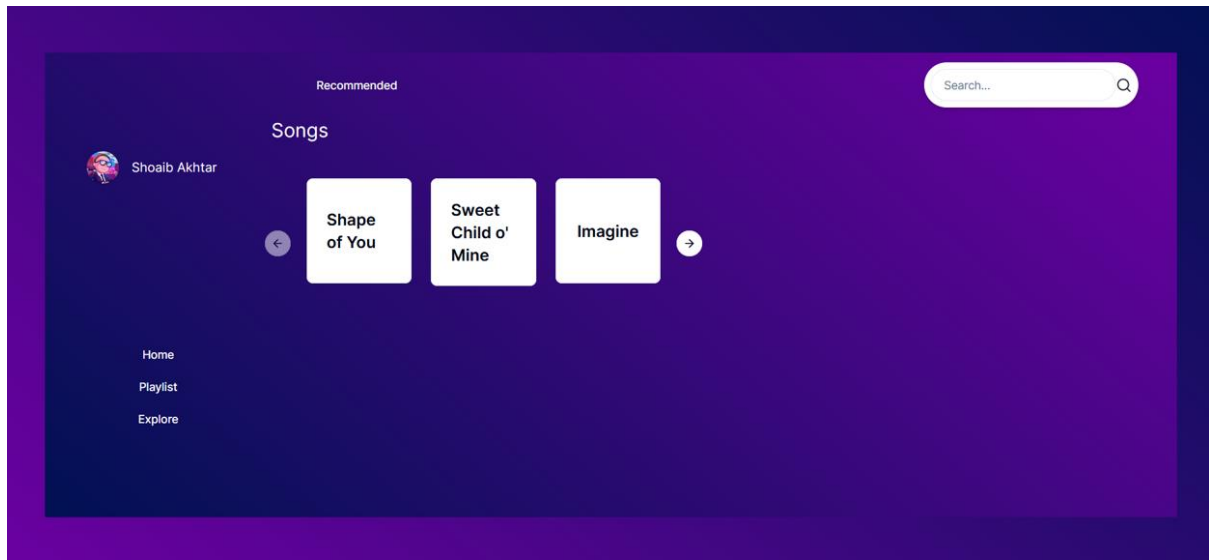 Recommended
Search...
Songs
Shoaib Akhtar
Shape
of You
Sweet
Child o'
Mine
Imagine
Home
Playlist
Explore